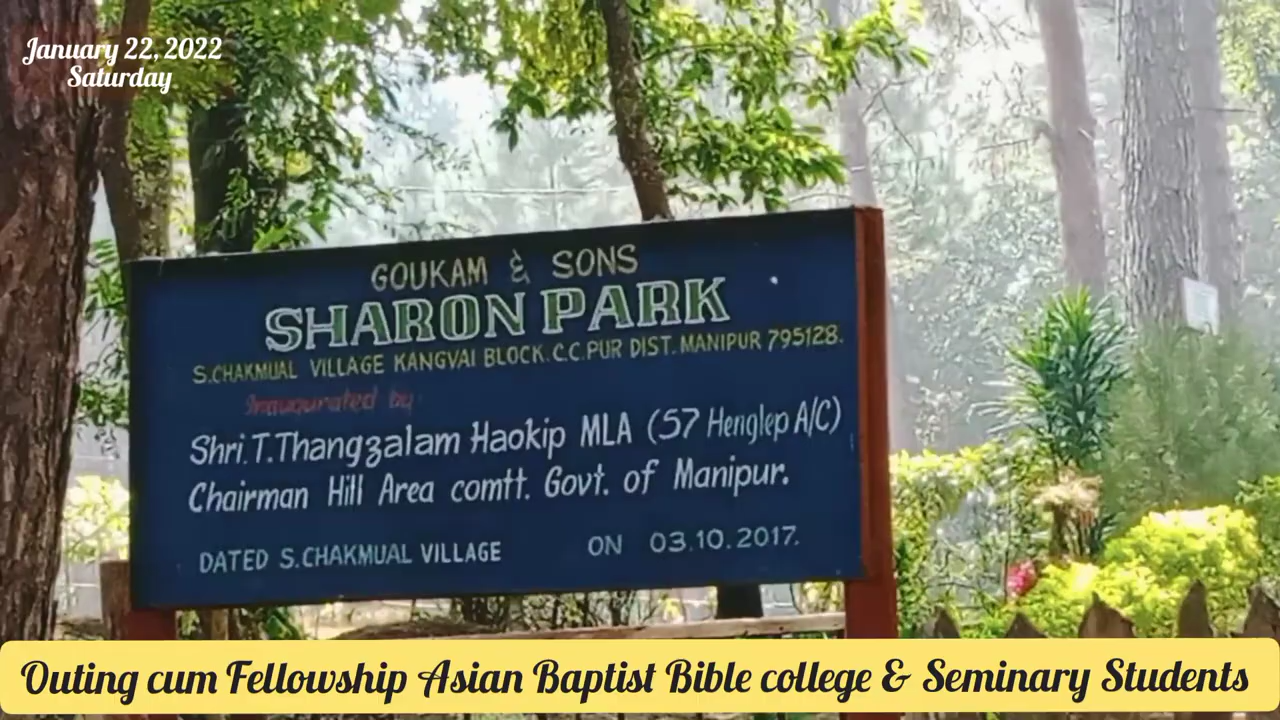 January 22, 2022
Saturday
GOUKAM & SONS
SHARON PARK
S.CHAKMUAL VILLAGE KANGVAI BLOCK.C.C.PUR DIST. MANIPUR 795128.
Inaugurated by
Shri.T.Thangzalam Haokip MLA (57 Henglep A/C)
Chairman Hill Area comtt. Govt. of Manipur.
DATED S.CHAKMUAL VILLAGE ON 03.10.2017.
Outing cum Fellowship Asian Baptist Bible college & Seminary Students